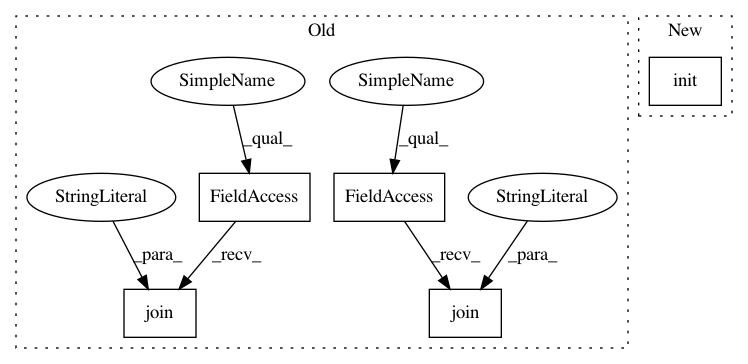 Old
New
SimpleName
SimpleName
init
_qual_
_qual_
StringLiteral
FieldAccess
FieldAccess
StringLiteral
_para_
_recv_
_recv_
_para_
join
join